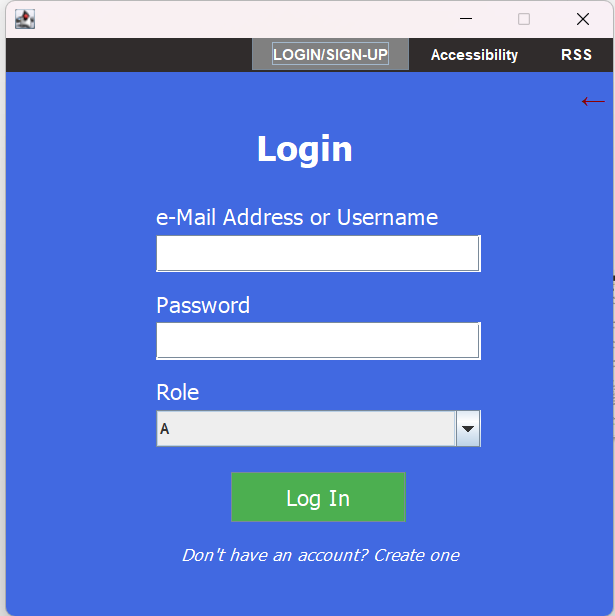 LOGIN/SIGN-UP Accessibility RSS
←
Login
e-Mail Address or Username
Password
Role
A
Log In
Don't have an account? Create one